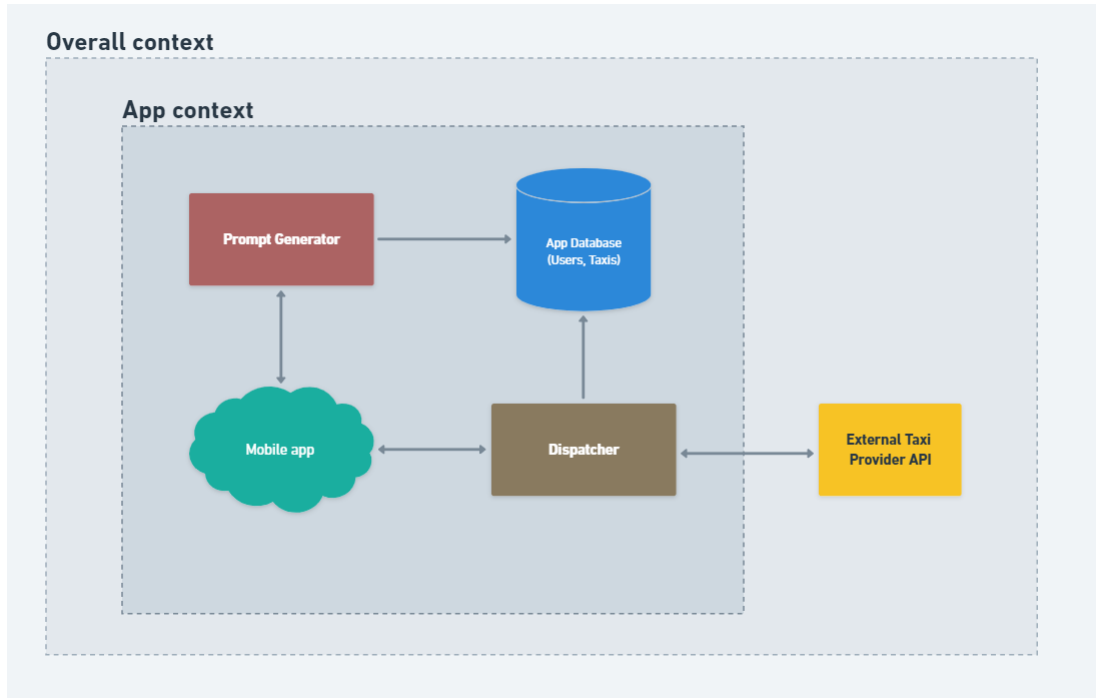 Overall context
App context
Prompt Generator
App Database
(Users, Taxis)
Mobile app
Dispatcher
External Taxi
Provider API